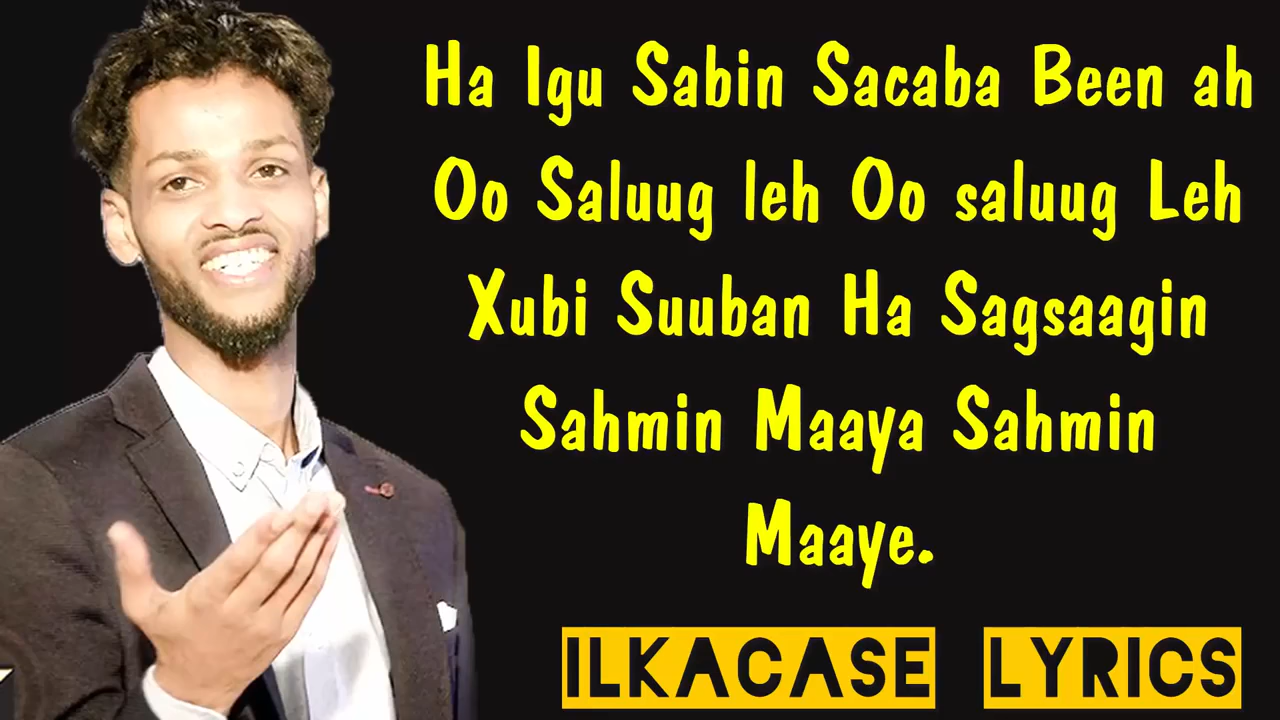 Ha Igu Sabin Sacaba Been ah
Oo Saluug leh Oo saluug Leh
Xubi Suuban Ha Sagsaagin
Sahmin Maaya Sahmin
Maaye.
ILKACASE LYRICS